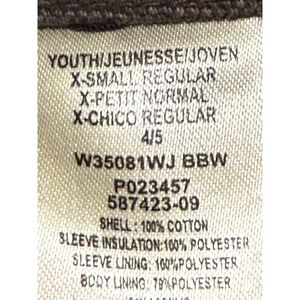 YOUTH/JEUNESSE/JOVEN
X-SMALL REGULAR
X-PETIT NORMAL
X-CHICO REGULAR
4/5
W35081WJ BBW
P023457
587423-09
SHELL: 100% COTTON
SLEEVE INSULATION:100% POLYESTER
SLEEVE LINING: 100%POLYESTER
BODY LINING: 79%POLYESTER